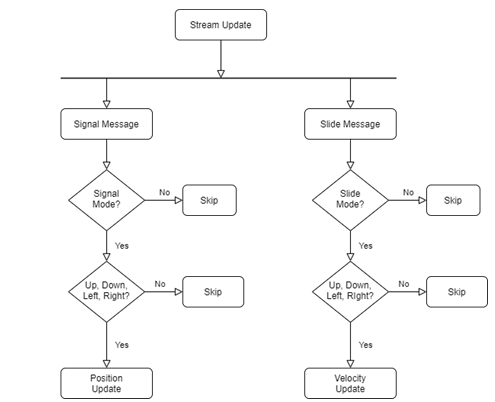 Stream Update
Signal Message
Slide Message
Signal
Mode?
No
Skip
Slide
Mode?
No
Skip
Yes
Yes
Up, Down,
Left, RIght?
No
Skip
Up, Down,
Left, RIght?
No
Skip
Yes
Yes
Position
Update
Velocity
Update